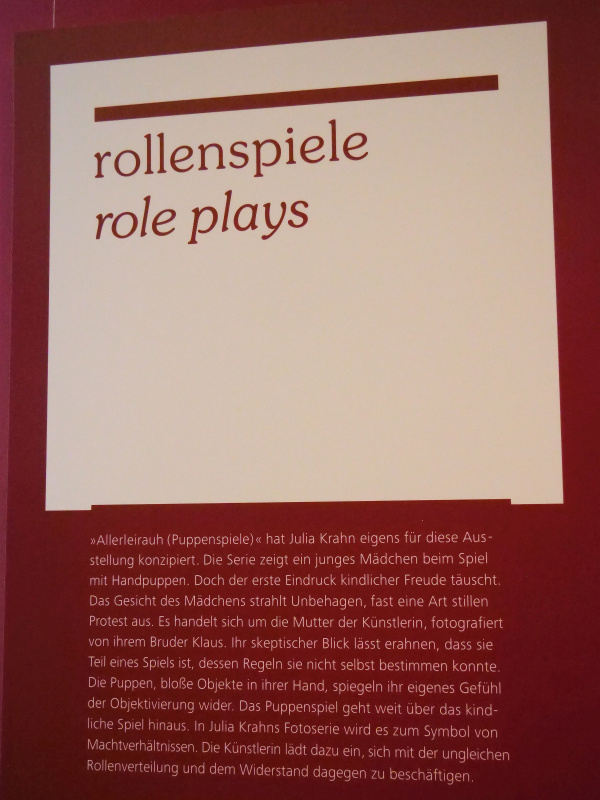 rollenspiele
role plays
»Allerleirauh (Puppenspiele)« hat Julia Krahn eigens für diese Aus-
stellung konzipiert. Die Serie zeigt ein junges Mädchen beim Spiel
mit Handpuppen. Doch der erste Eindruck kindlicher Freude täuscht.
Das Gesicht des Mädchens strahlt Unbehagen, fast eine Art stillen
Protest aus. Es handelt sich um die Mutter der Künstlerin, fotografiert
von ihrem Bruder Klaus. Ihr skeptischer Blick lässt erahnen, dass sie
Teil eines Spiels ist, dessen Regeln sie nicht selbst bestimmen konnte.
Die Puppen, bloße Objekte in ihrer Hand, spiegeln ihr eigenes Gefühl
der Objektivierung wider. Das Puppenspiel geht weit über das kind-
liche Spiel hinaus. In Julia Krahns Fotoserie wird es zum Symbol von
Machtverhältnissen. Die Künstlerin lädt dazu ein, sich mit der ungleichen
Rollenverteilung und dem Widerstand dagegen zu beschäftigen.